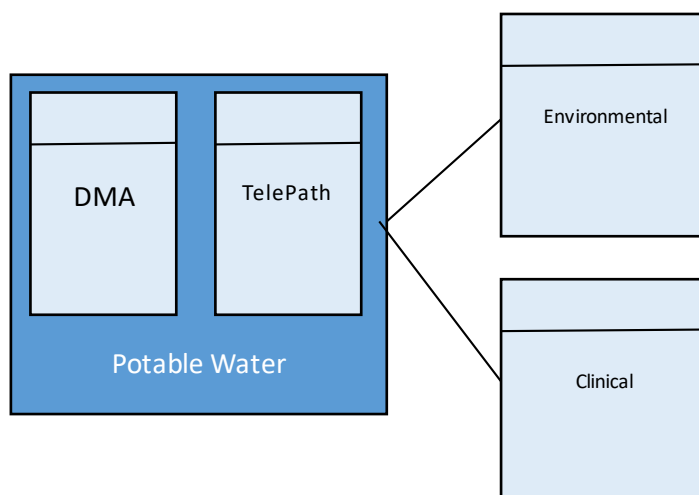 DMA
TelePath
Potable Water
Environmental
Clinical